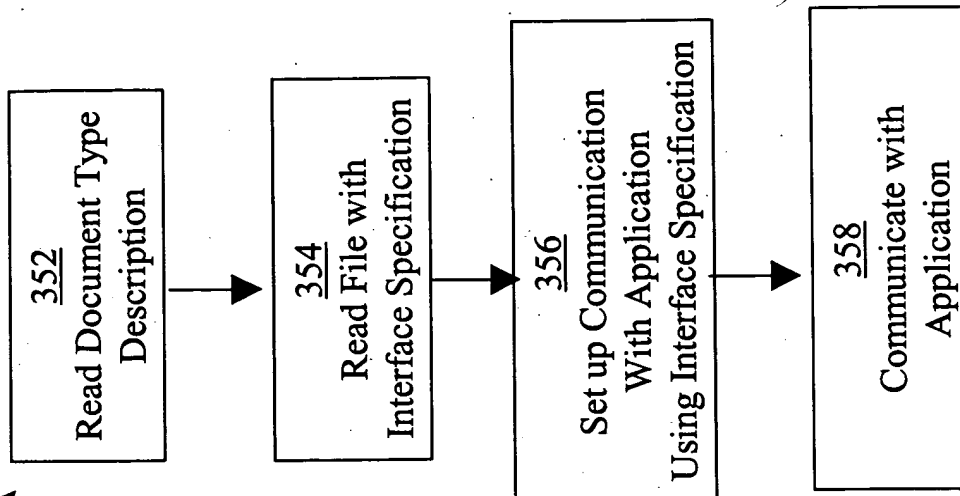 352
Read Document Type
Description
354
Read File with
Interface Specification
356
Set up Communication
With Application
Using Interface Specification
358
Communicate with
Application